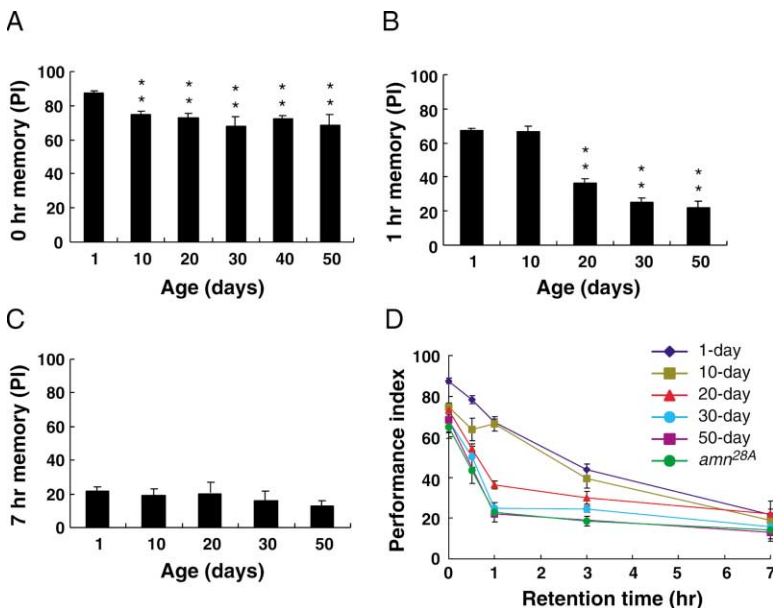 A
0 hr memory (PI)
100
80
60
40
20
0
* * * * *
* * * * *
1 10 20 30 40 50
Age (days)
B
1 hr memory (PI)
100
80
60
40
20
0
* * *
* * *
1 10 20 30 50
Age (days)
C
7 hr memory (PI)
100
80
60
40
20
0
1 10 20 30 50
Age (days)
D
Performance index
100
80
60
40
20
0
1-day
10-day
20-day
30-day
50-day
amn28A
0 1 2 3 4 5 6 7
Retention time (hr)